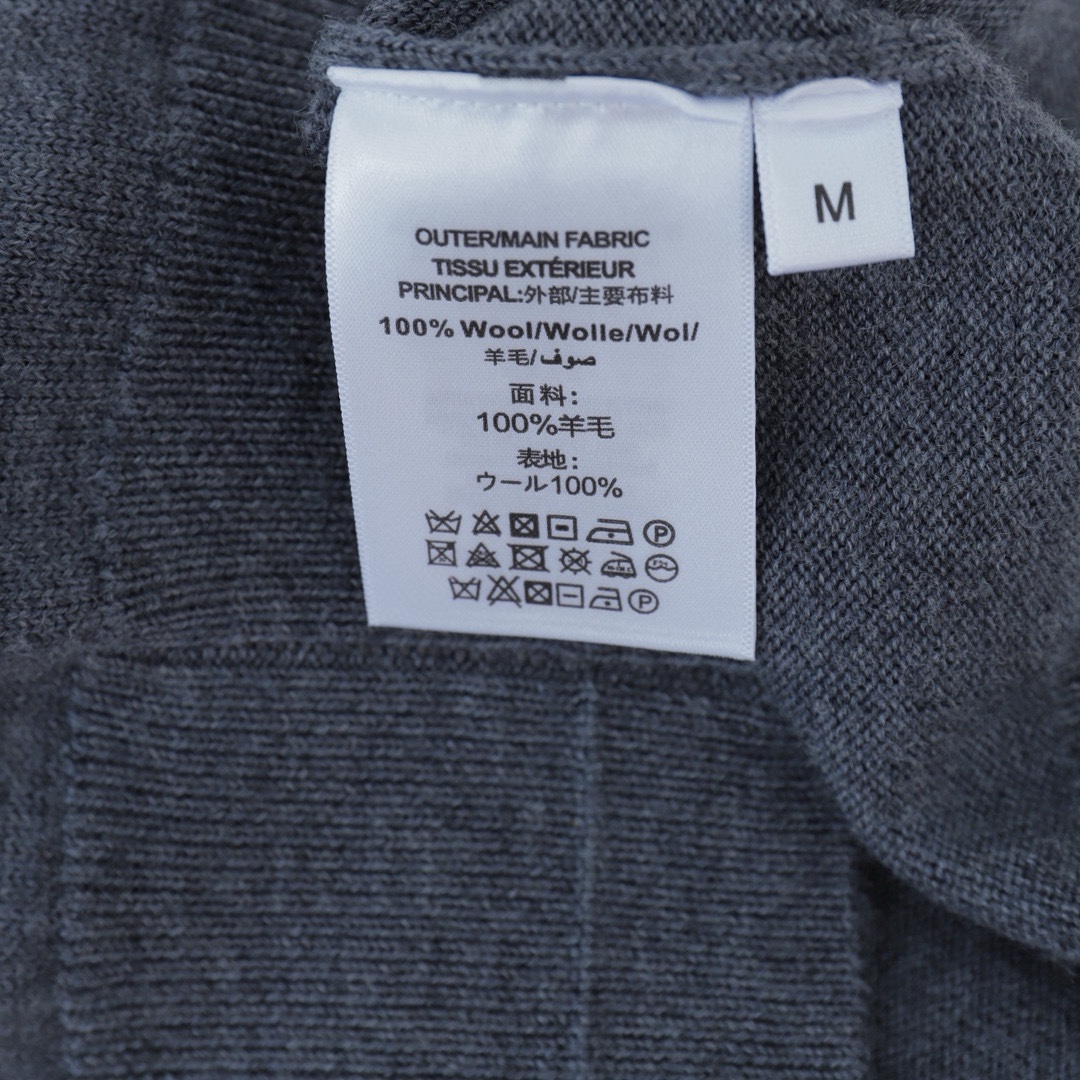 M
OUTER/MAIN FABRIC
TISSU EXTÉRIEUR
PRINCIPAL:外部/主要布料
100% Wool/Wolle/Wol/
羊毛/صوف
面料:
100%羊毛
表地:
ウール100%
P
P